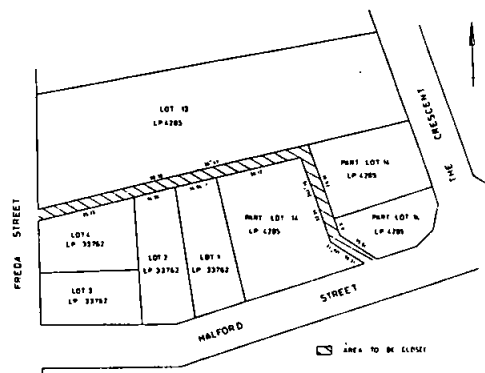 LOT 13
LP 4285
THE CRESCENT
PART LOT 14
LP 4285
PART LOT 14
LP 4285
PART LOT 14
LP 4285
LOT 4
LP 33762
LOT 2
LP 33762
LOT 1
LP 33762
LOT 3
LP 33762
FREDA STREET
HALFORD STREET
AREA TO BE CLOSED